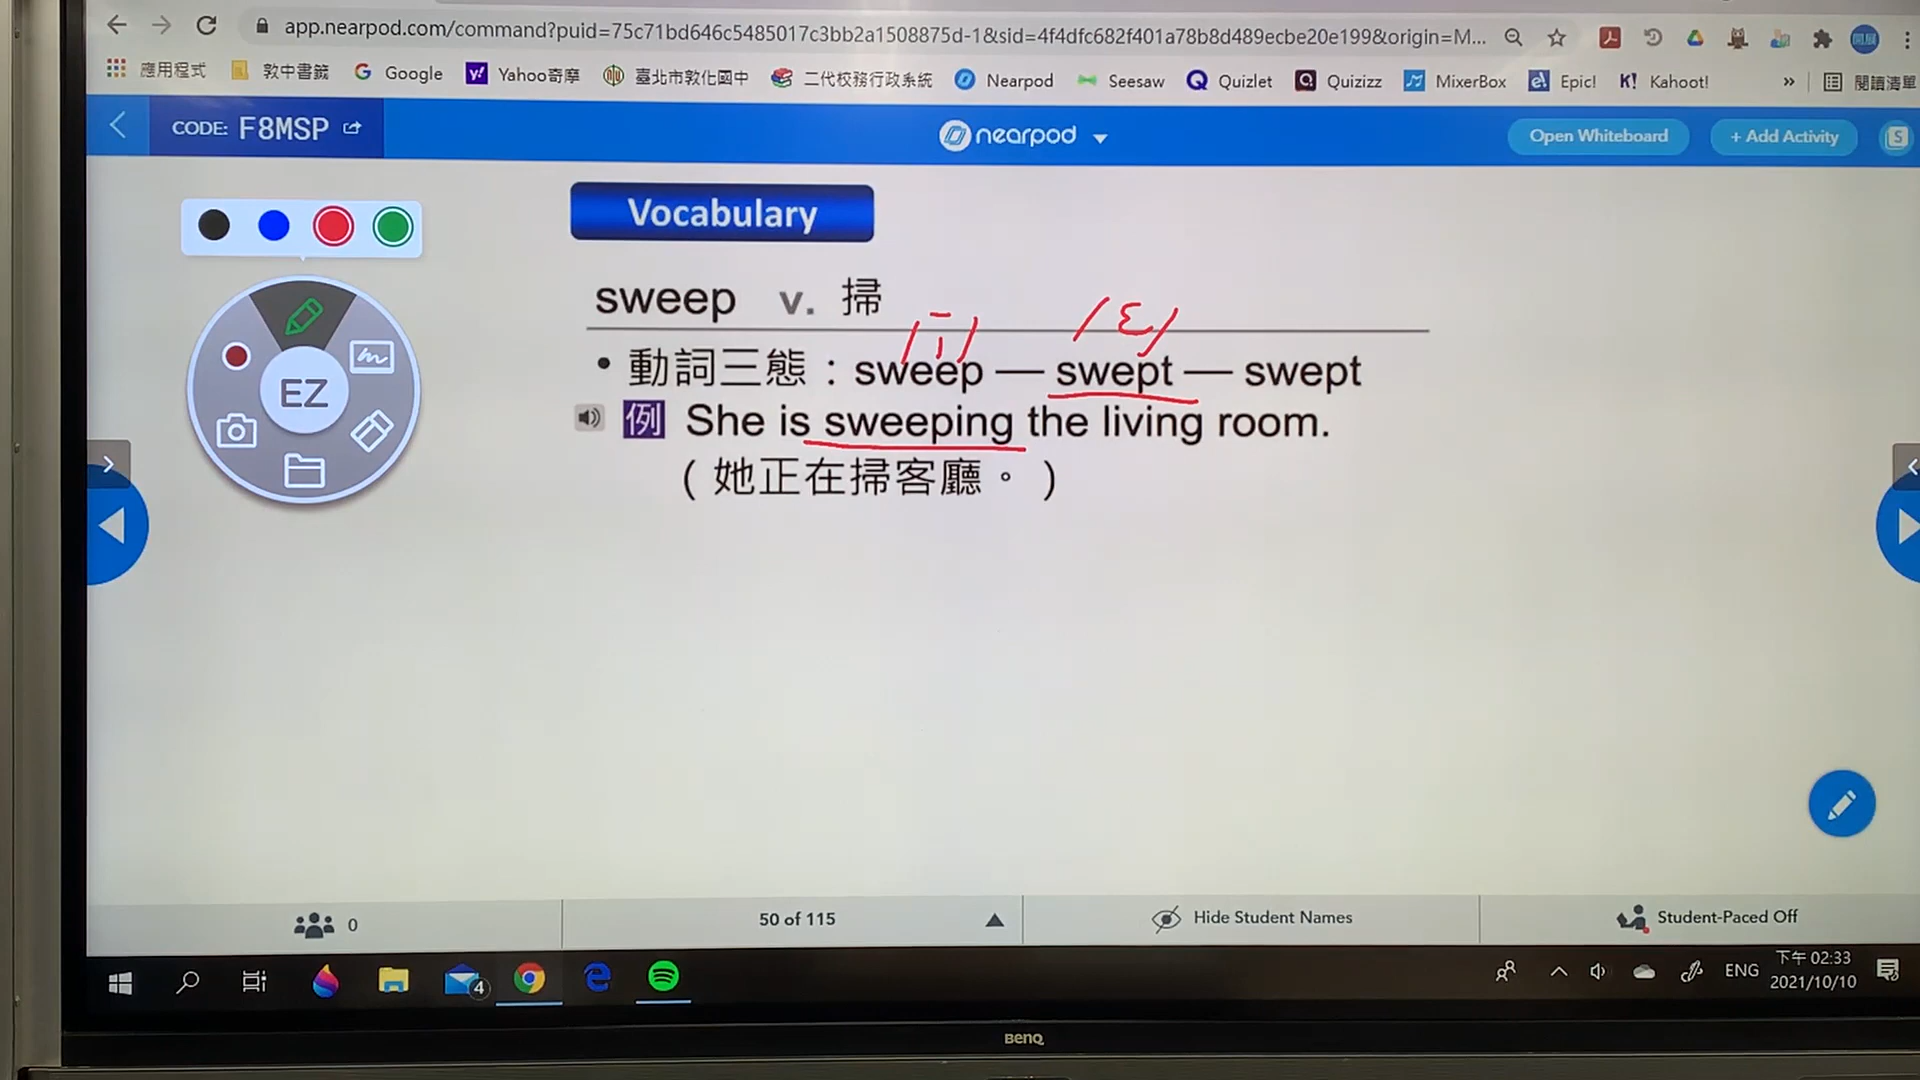 app.nearpod.com/command?puid=75c71bd646c5485017c3bb2a1508875d-1&sid=4f4dfc682f401a78b8d489ecbe20e199&origin=M...
應用程式 敦中書籤 Google Yahoo奇摩 臺北市敦化國中 二代校務行政系統 Nearpod Seesaw Quizlet Quizizz MixerBox Epic! Kahoot! » 閱讀清單
CODE: F8MSP nearpod Open Whiteboard + Add Activity S
Vocabulary
sweep v. 掃
/ī/ /ɛ/
• 動詞三態：sweep — swept — swept
例 She is sweeping the living room.
( 她正在掃客廳。)
EZ
0 50 of 115 Hide Student Names Student-Paced Off
4 ENG 下午 02:33
2021/10/10
BenQ